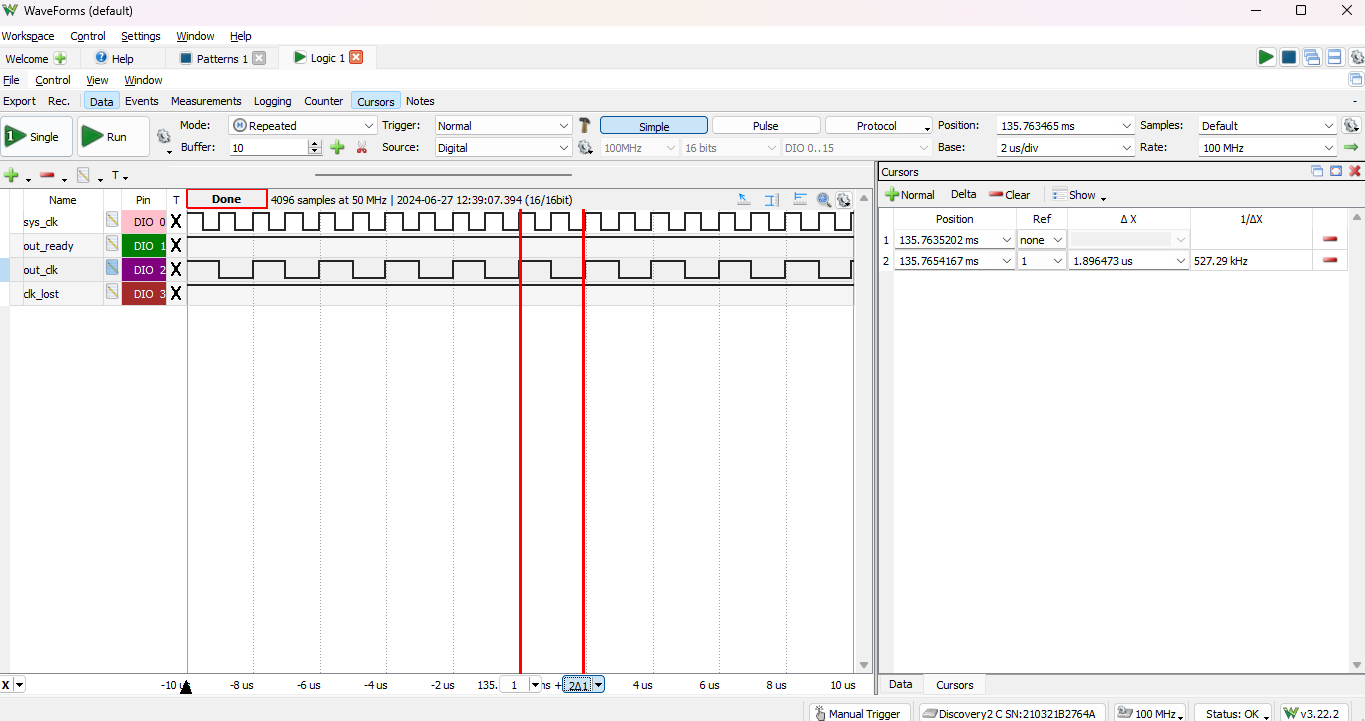 WaveForms (default)
Workspace Control Settings Window Help
Welcome Help Patterns 1 Logic 1
File Control View Window
Export Rec. Data Events Measurements Logging Counter Cursors Notes
1 Single Run Mode: Repeated Trigger: Normal Simple Pulse Protocol Position: 135.763465 ms Samples: Default
Buffer: 10 Source: Digital 100MHz 16 bits DIO 0..15 Base: 2 us/div Rate: 100 MHz
T
Cursors
Normal Delta Clear Show
Name Pin T Done 4096 samples at 50 MHz | 2024-06-27 12:39:07.394 (16/16bit)
sys_clk DIO 0 X
out_ready DIO 1 X
out_clk DIO 2 X
clk_lost DIO 3 X
Position Ref Δ X 1/ΔX
1 135.7635202 ms none
2 135.7654167 ms 1 1.896473 us 527.29 kHz
X -10 us -8 us -6 us -4 us -2 us 135. 1 ms + 2Δ1 4 us 6 us 8 us 10 us
Data Cursors
Manual Trigger Discovery2 C SN:210321B2764A 100 MHz Status: OK v3.22.2